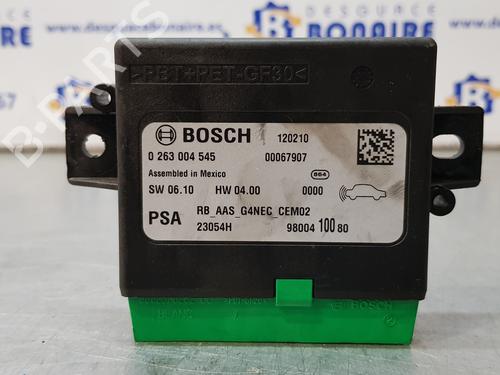 DESGUACE
BONAIRE
>PBT+PET-GF30<
B-PARTS
BOSCH 120210
0 263 004 545 00067907
Assembled in Mexico 864
SW 06.10 HW 04.00 0000
PSA RB_AAS_G4NEC_CEM02
23054H 98004 100 80
BOSCH